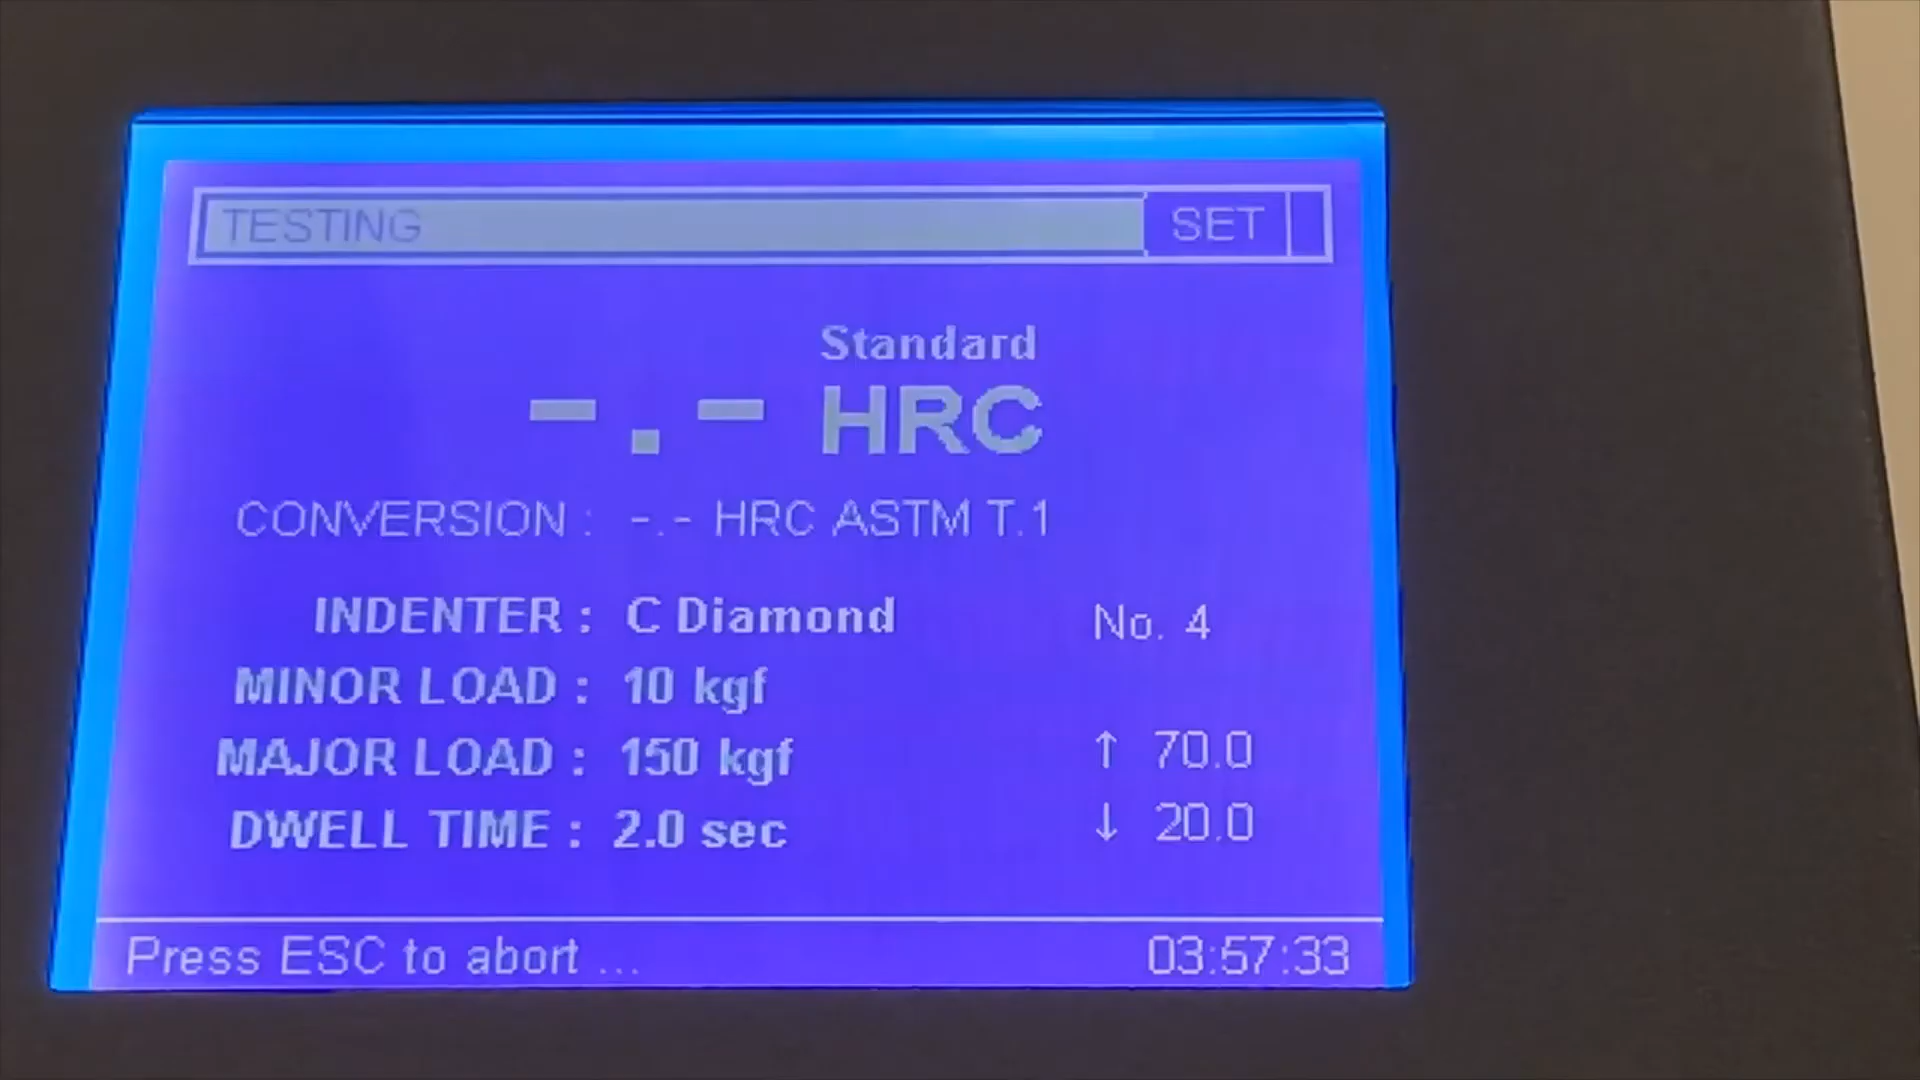 TESTING SET
Standard
-.- HRC
CONVERSION : -.- HRC ASTM T.1
INDENTER : C Diamond No. 4
MINOR LOAD : 10 kgf
MAJOR LOAD : 150 kgf ↑ 70.0
DWELL TIME : 2.0 sec ↓ 20.0
Press ESC to abort ... 03:57:33